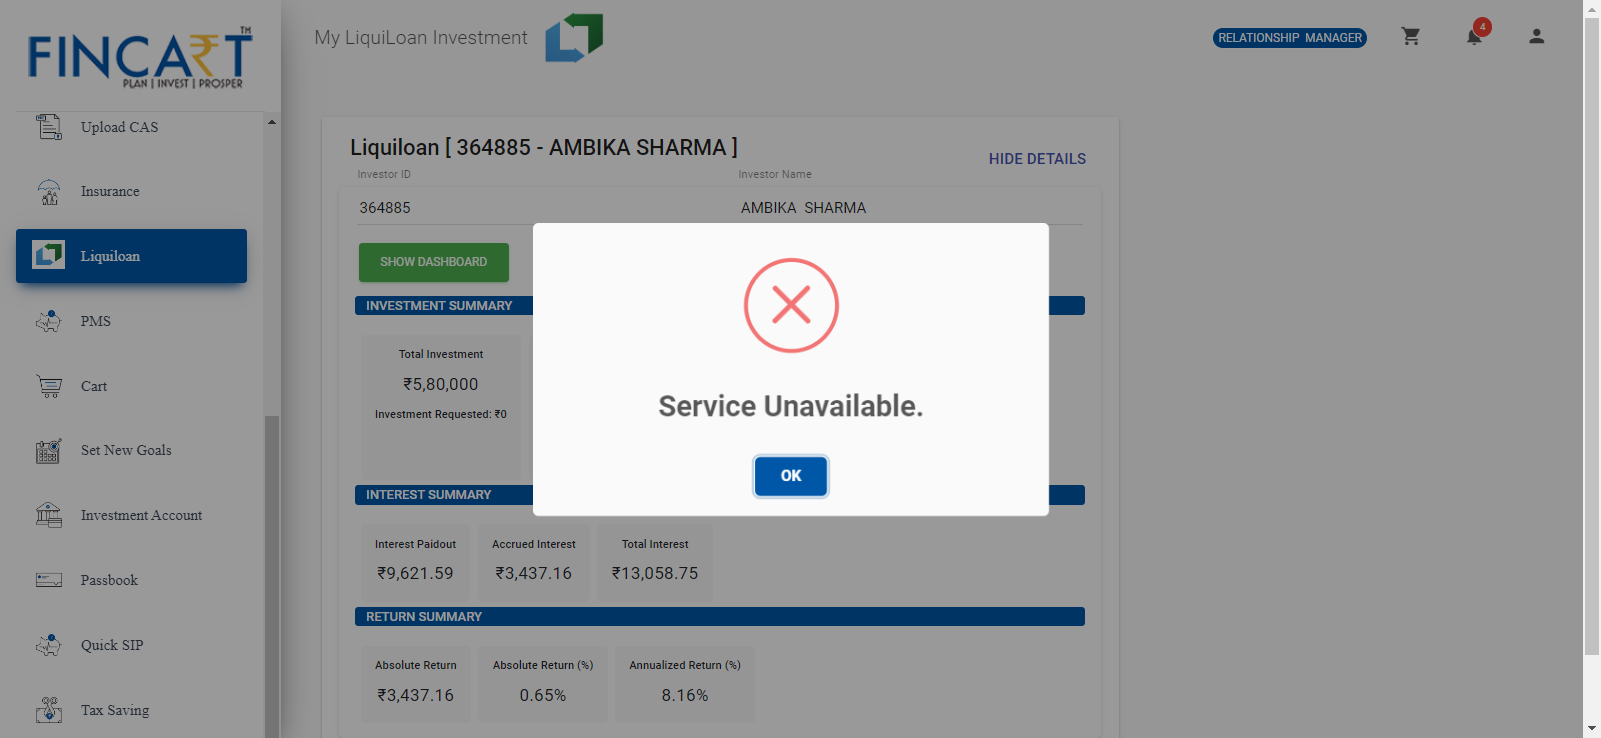 FINCART™
PLAN | INVEST | PROSPER
My LiquiLoan Investment
RELATIONSHIP MANAGER
4
Upload CAS
Insurance
Liquiloan
PMS
Cart
Set New Goals
Investment Account
Passbook
Quick SIP
Tax Saving
Liquiloan [ 364885 - AMBIKA SHARMA ]
HIDE DETAILS
Investor ID
Investor Name
364885
AMBIKA SHARMA
SHOW DASHBOARD
INVESTMENT SUMMARY
Total Investment
₹5,80,000
Investment Requested: ₹0
Service Unavailable.
OK
INTEREST SUMMARY
Interest Paidout
Accrued Interest
Total Interest
₹9,621.59
₹3,437.16
₹13,058.75
RETURN SUMMARY
Absolute Return
Absolute Return (%)
Annualized Return (%)
₹3,437.16
0.65%
8.16%